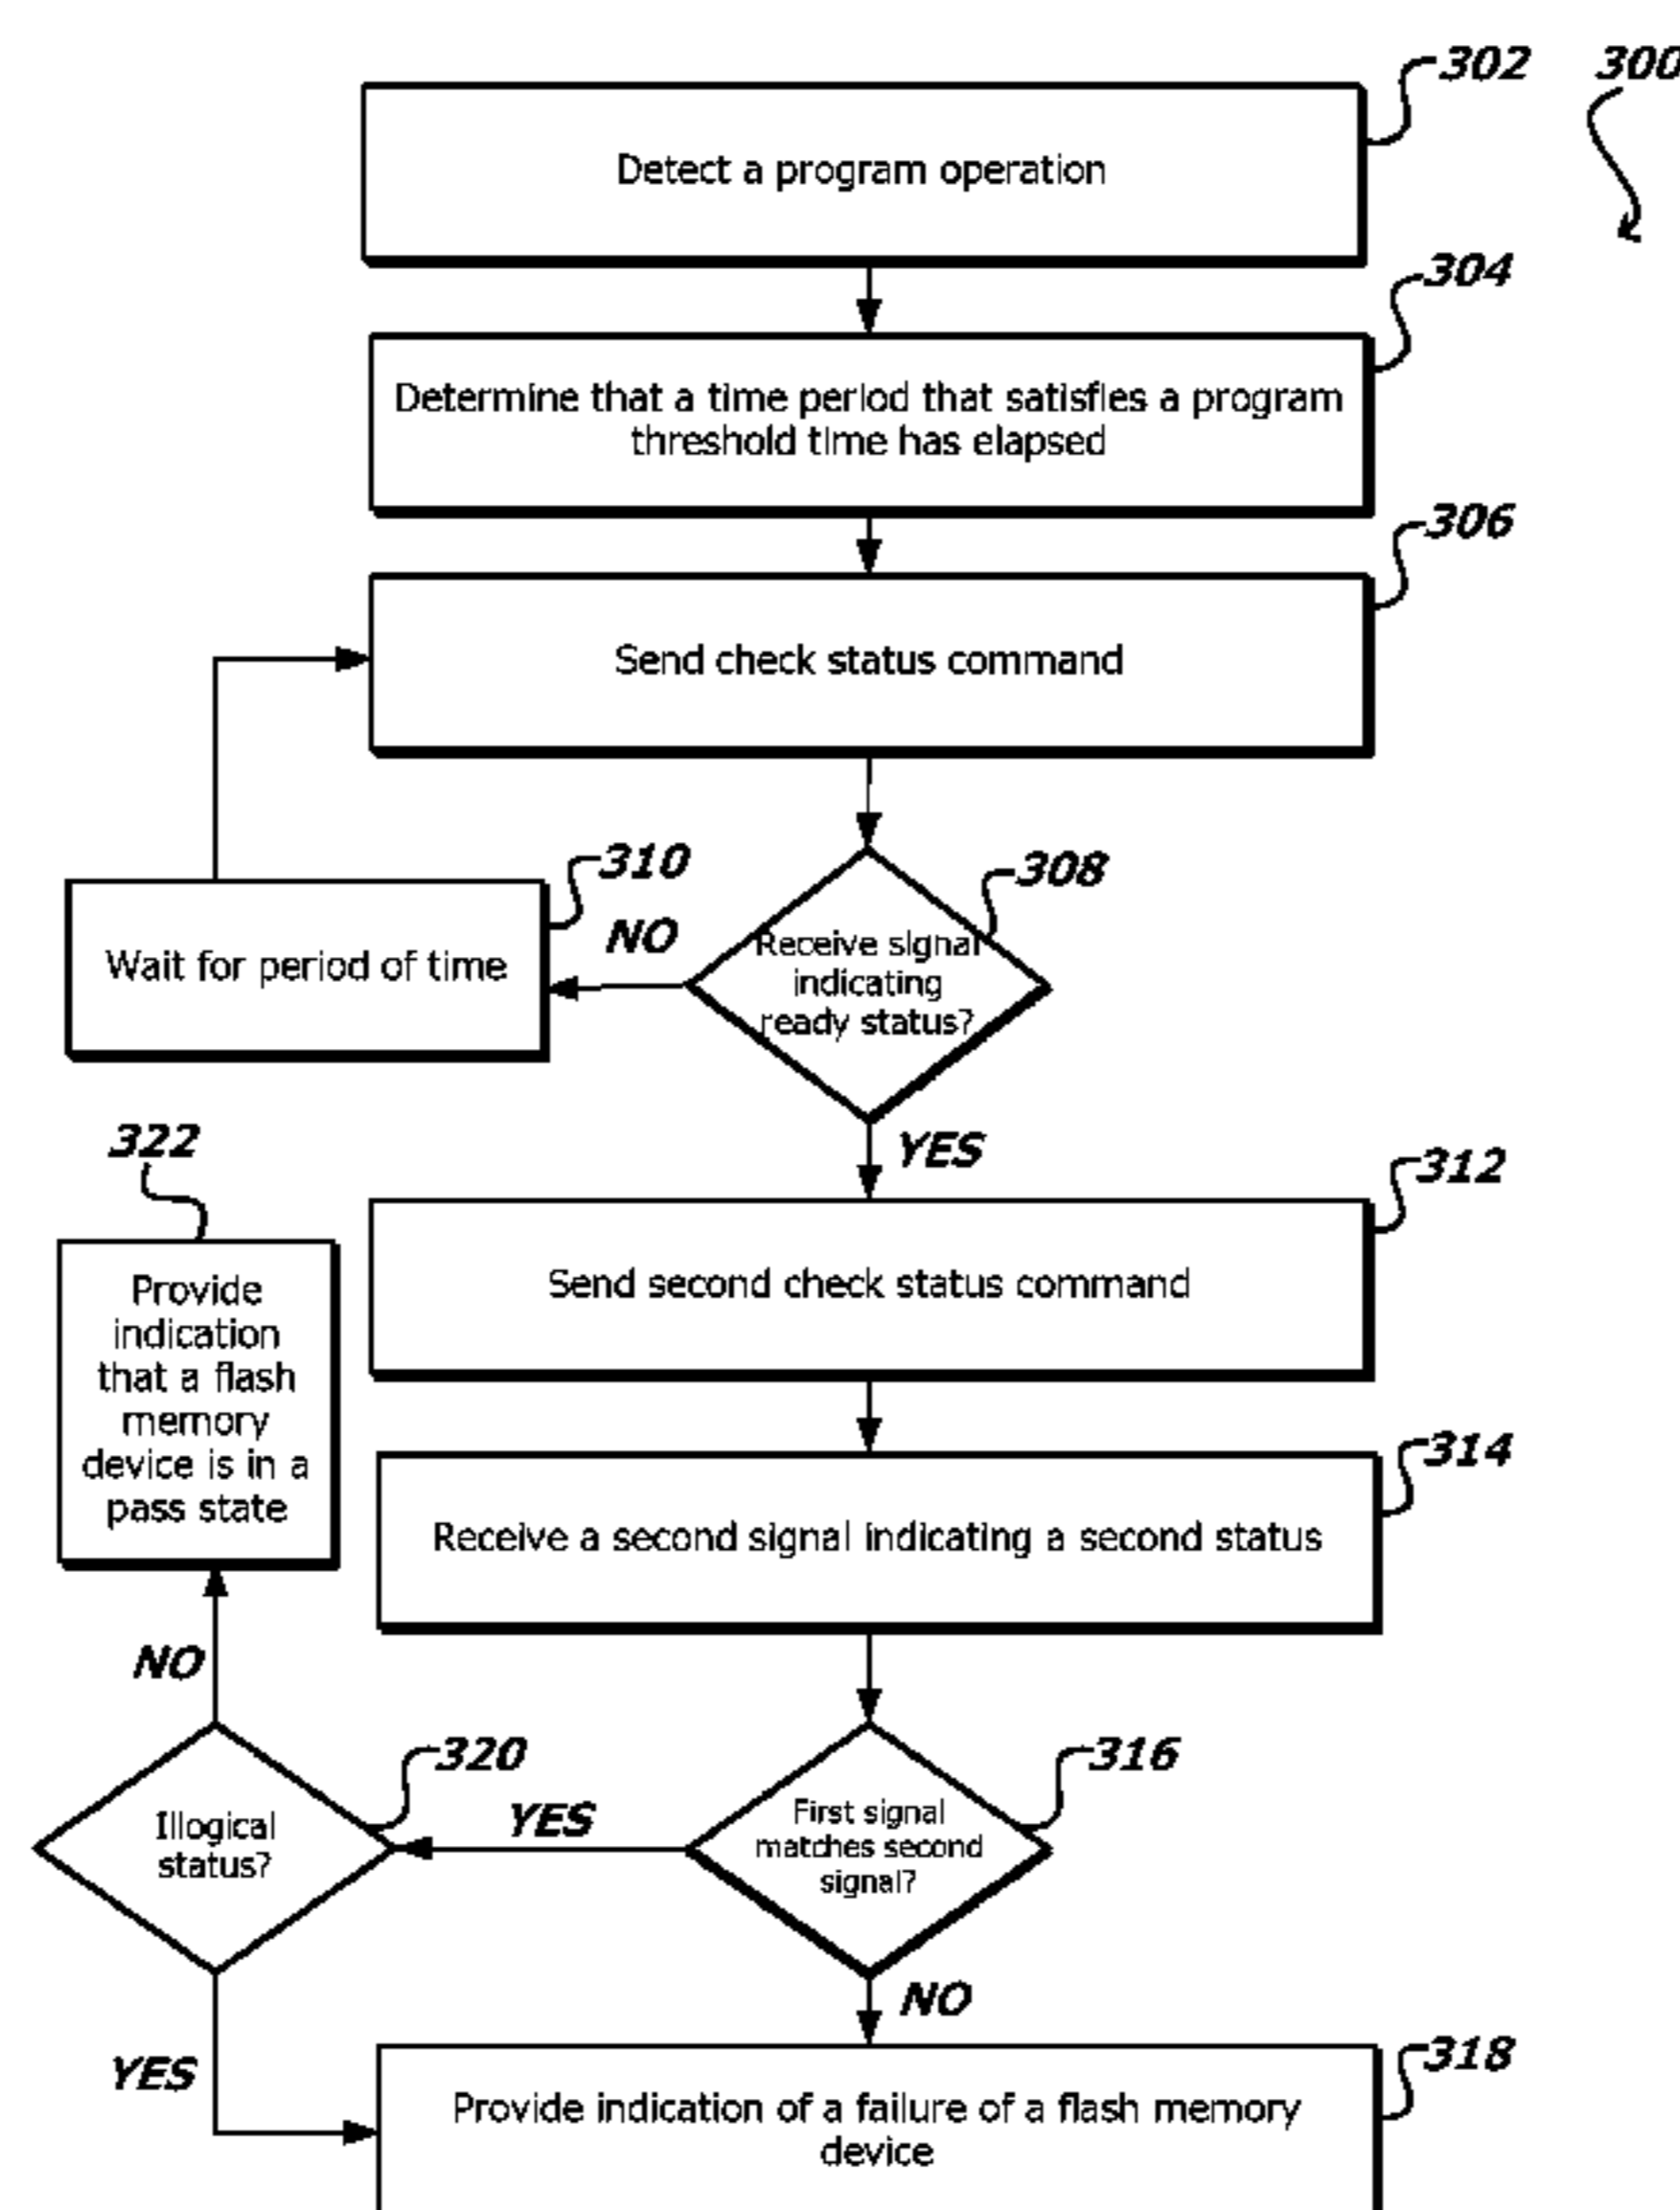 302
300
Detect a program operation
304
Determine that a time period that satisfies a program
threshold time has elapsed
306
Send check status command
310
308
NO
Wait for period of time
Receive signal
indicating
ready status?
YES
322
312
Provide
indication
that a flash
memory
device is in a
pass state
Send second check status command
314
Receive a second signal indicating a second status
NO
320
316
Illogical
status?
YES
First signal
matches second
signal?
NO
YES
318
Provide indication of a failure of a flash memory
device